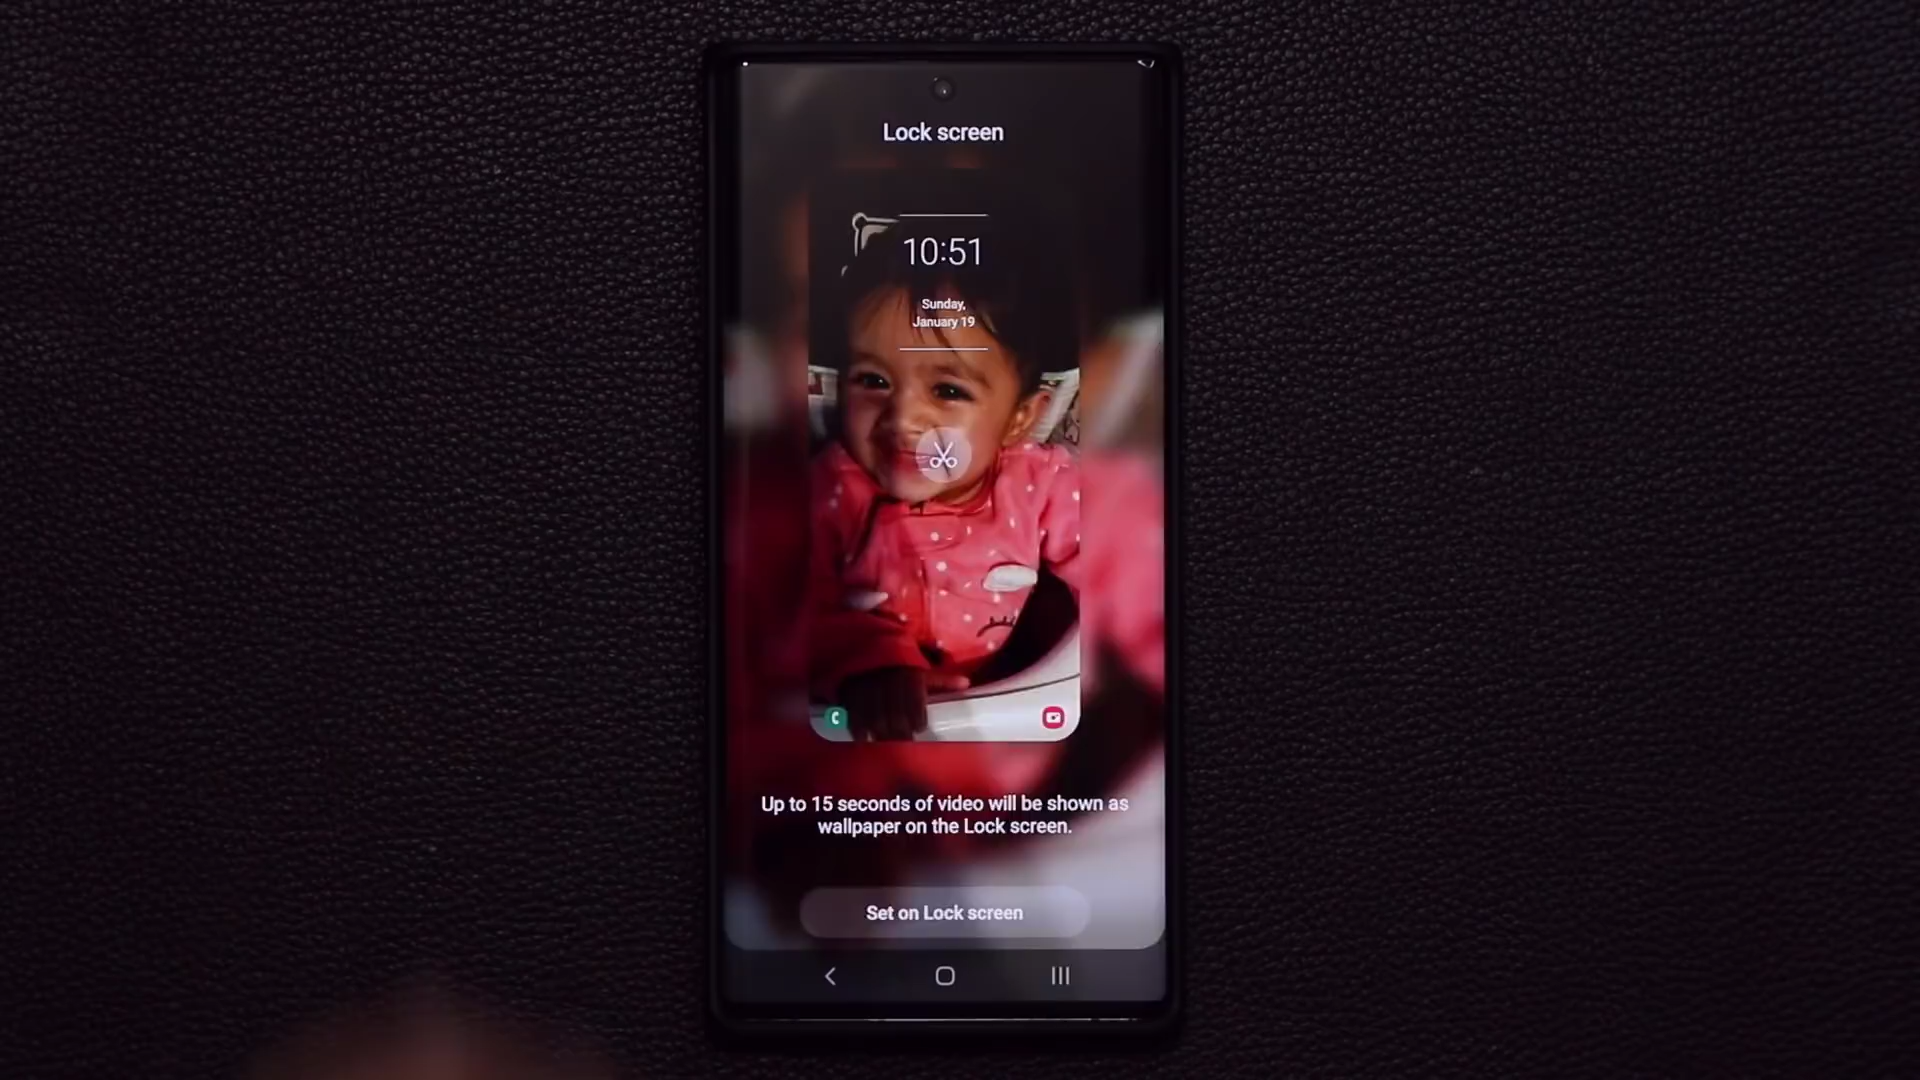 Lock screen
10:51
Sunday,
January 19
Up to 15 seconds of video will be shown as
wallpaper on the Lock screen.
Set on Lock screen